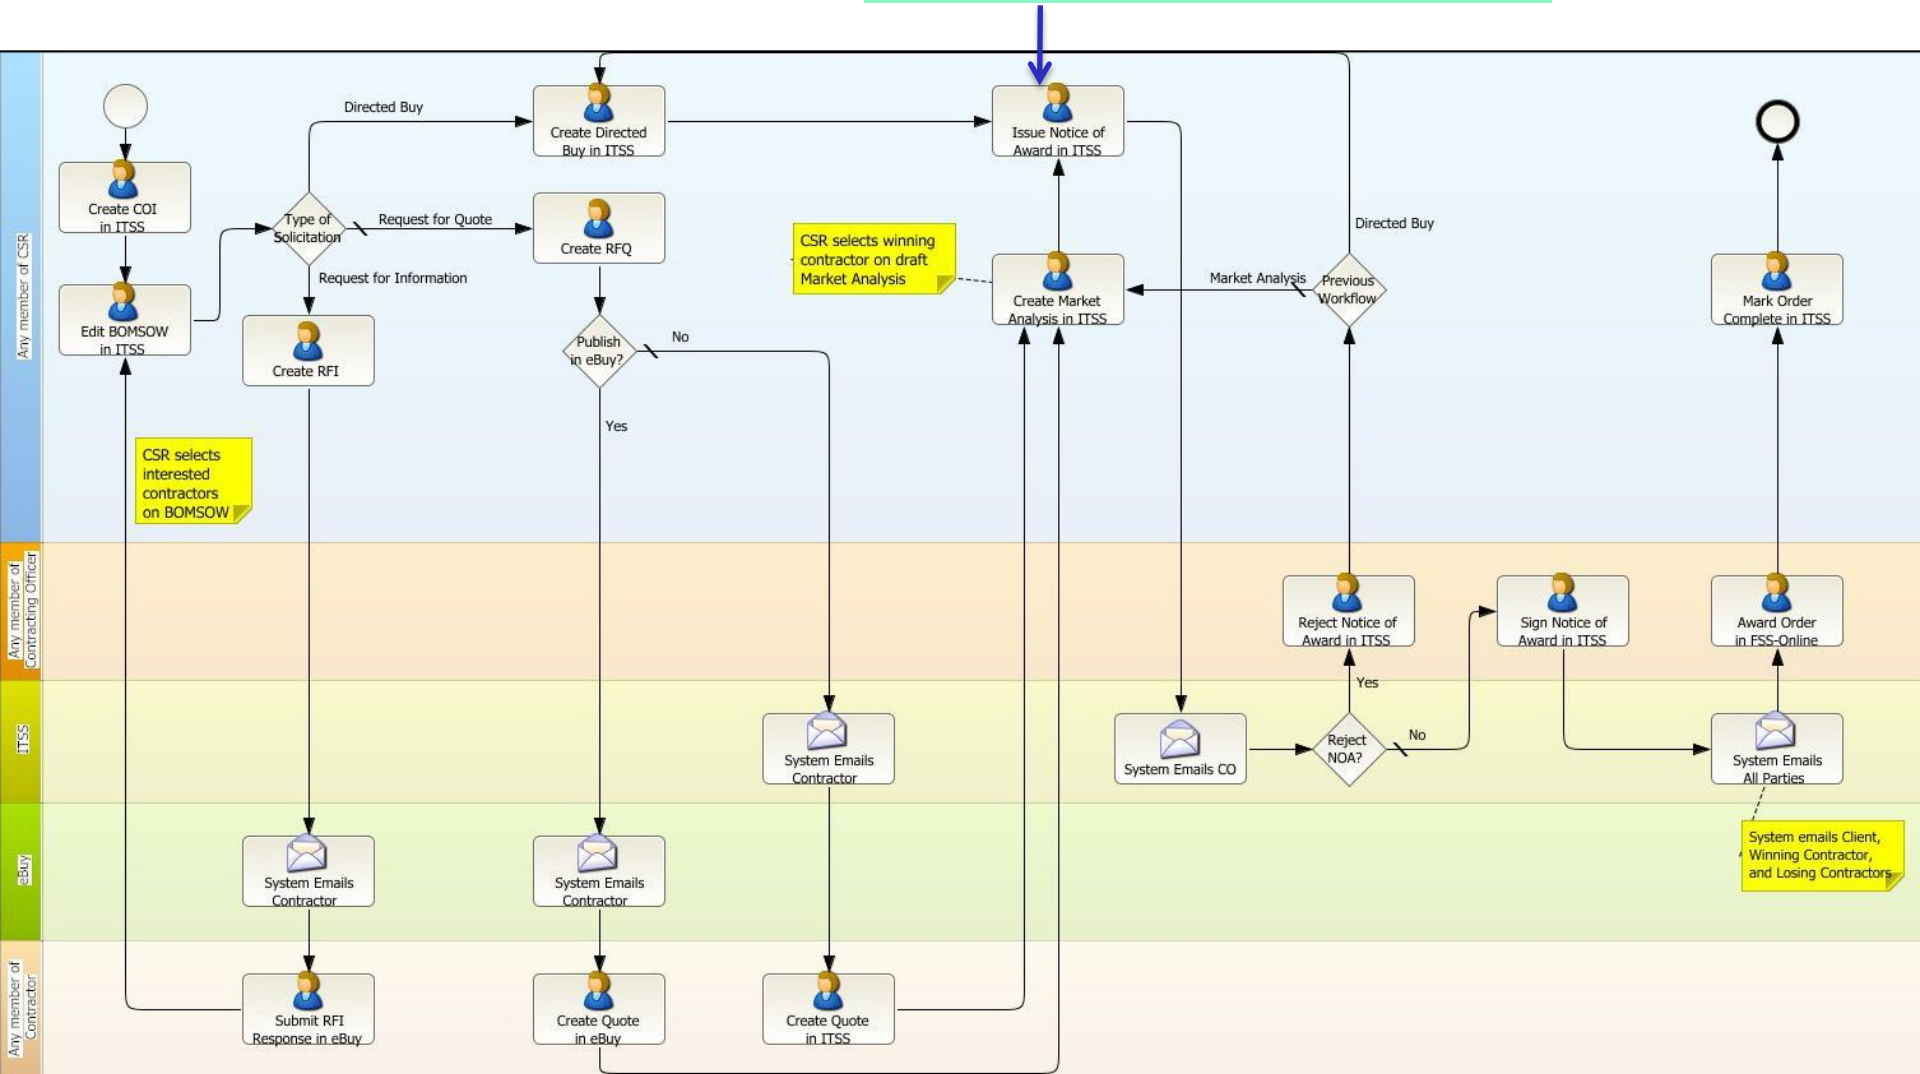 Any member of CSR
Create COI
in ITSS
Edit BOMSOW
in ITSS
CSR selects
interested
contractors
on BOMSOW
Type of
Solicitation
Directed Buy
Request for Quote
Request for Information
Create RFI
Create Directed
Buy in ITSS
Create RFQ
Publish
in eBuy?
No
Yes
CSR selects winning
contractor on draft
Market Analysis
Issue Notice of
Award in ITSS
Create Market
Analysis in ITSS
Market Analysis
Previous
Workflow
Directed Buy
Mark Order
Complete in ITSS
Any member of
Contracting Officer
Reject Notice of
Award in ITSS
Sign Notice of
Award in ITSS
Award Order
in FSS-Online
ITSS
System Emails
Contractor
System Emails CO
Reject
NOA?
Yes
No
System Emails
All Parties
eBuy
System Emails
Contractor
System Emails
Contractor
System emails Client,
Winning Contractor,
and Losing Contractors
Any member of
Contractor
Submit RFI
Response in eBuy
Create Quote
in eBuy
Create Quote
in ITSS